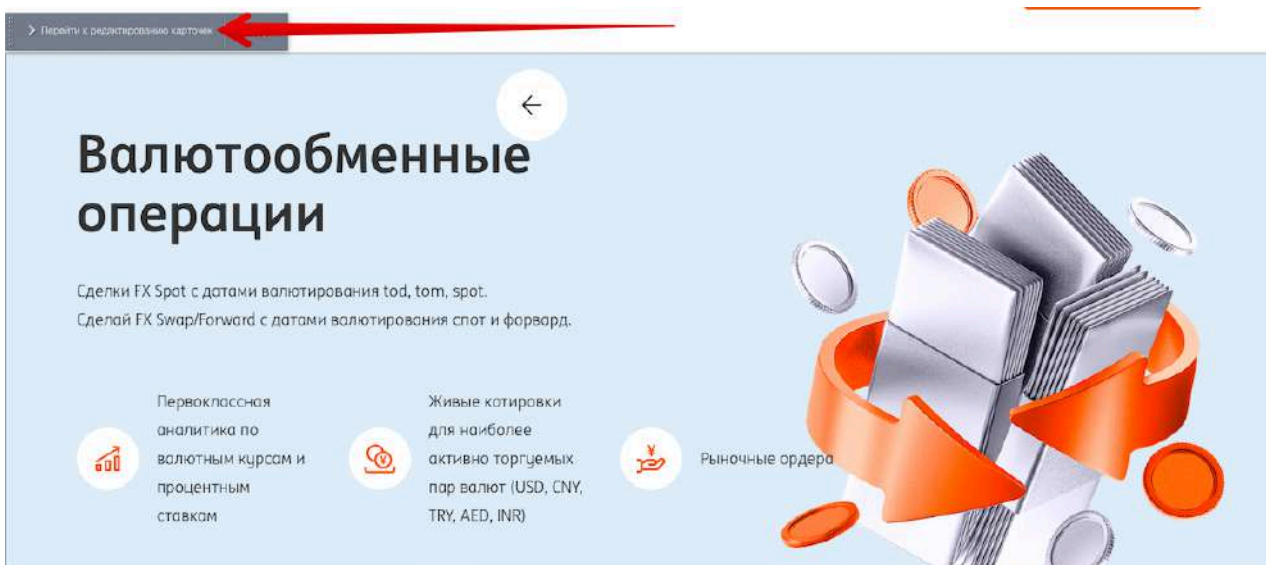 Перейти к редактированию карточек
Валютообменные
операции
Сделки FX Spot с датами валютирования tod, tom, spot.
Сделай FX Swap/Forward с датами валютирования спот и форвард.
Первоклассная
аналитика по
валютным курсам и
процентным
ставкам
Живые котировки
для наиболее
активно торгуемых
пар валют (USD, CNY,
TRY, AED, INR)
Рыночные ордера